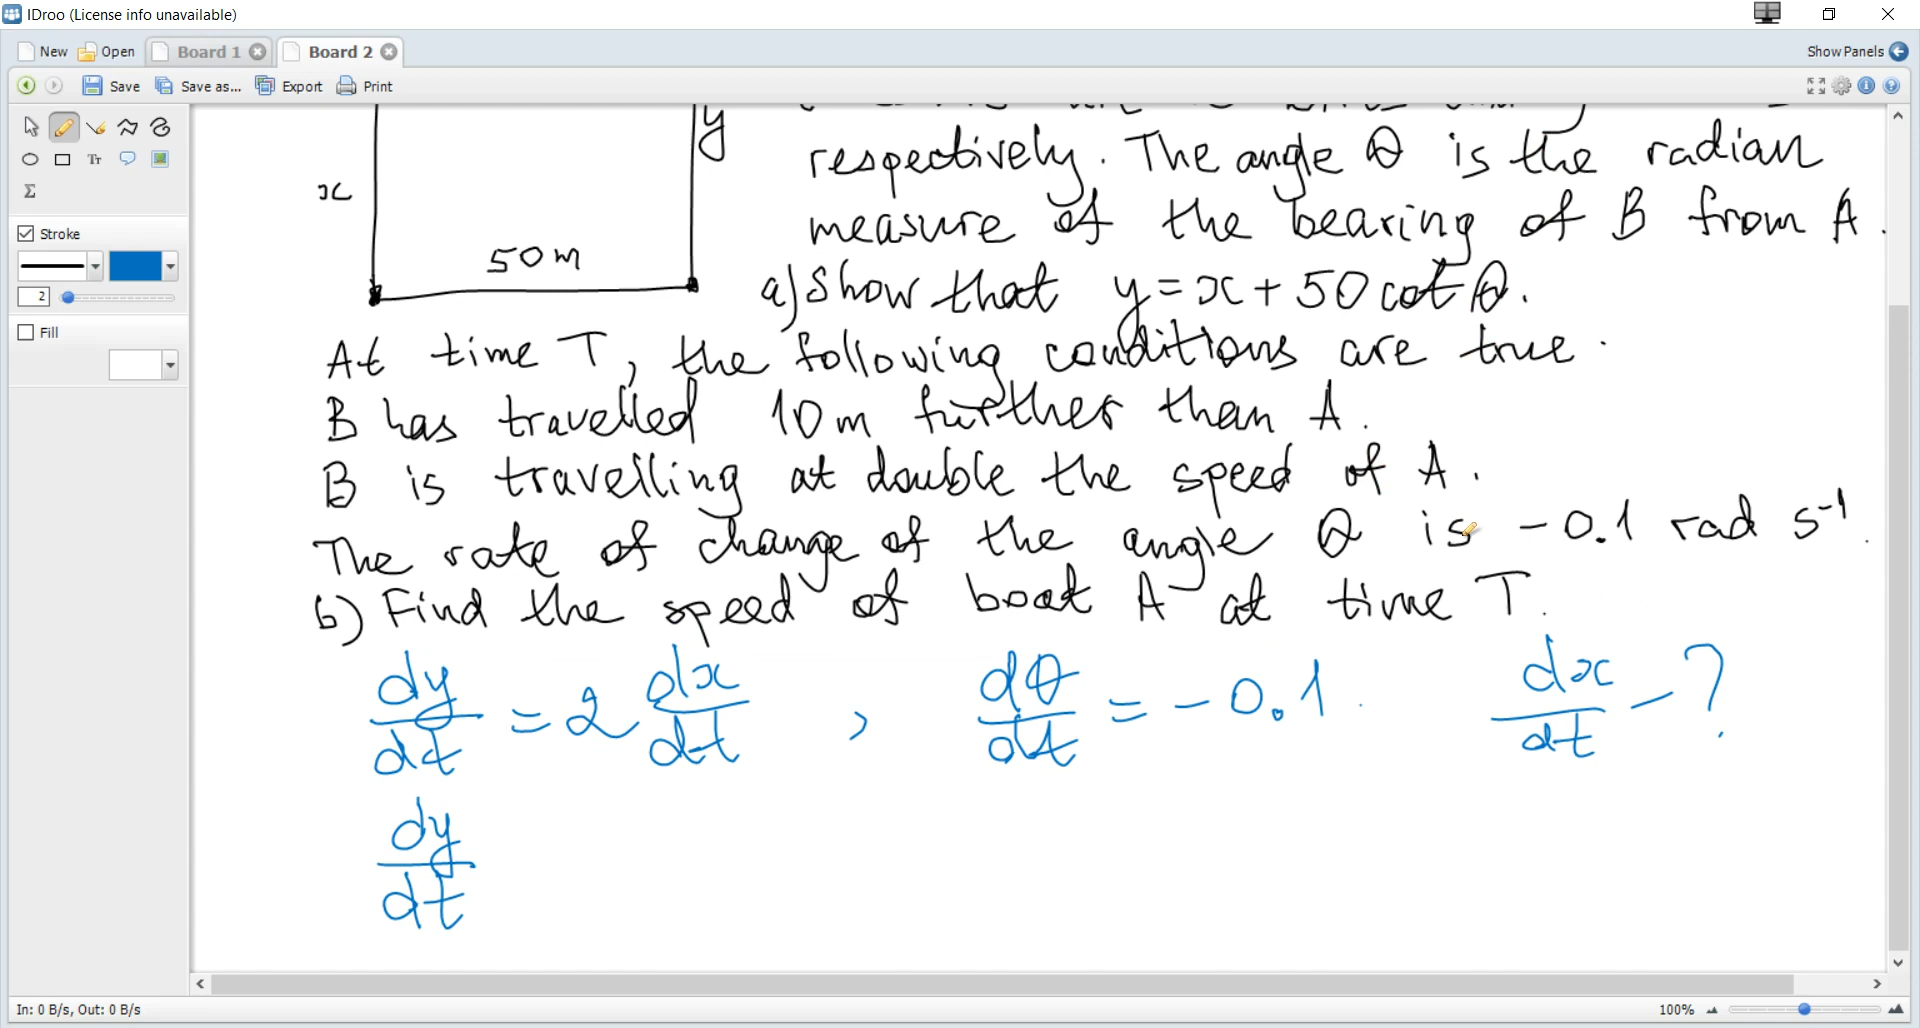 IDroo (License info unavailable)
New Open Board 1 Board 2 Show Panels
Save Save as... Export Print
y
respectively. The angle θ is the radian
x measure of the bearing of B from A.
50 m a) Show that y = x + 50 cot θ.
Stroke
2
Fill
At time T, the following conditions are true.
B has travelled 10 m further than A.
B is travelling at double the speed of A.
The rate of change of the angle θ is - 0.1 rad s⁻¹.
b) Find the speed of boat A at time T.
dy/dt = 2 dx/dt , dθ/dt = - 0.1. dx/dt - ?
dy/dt
In: 0 B/s, Out: 0 B/s 100%